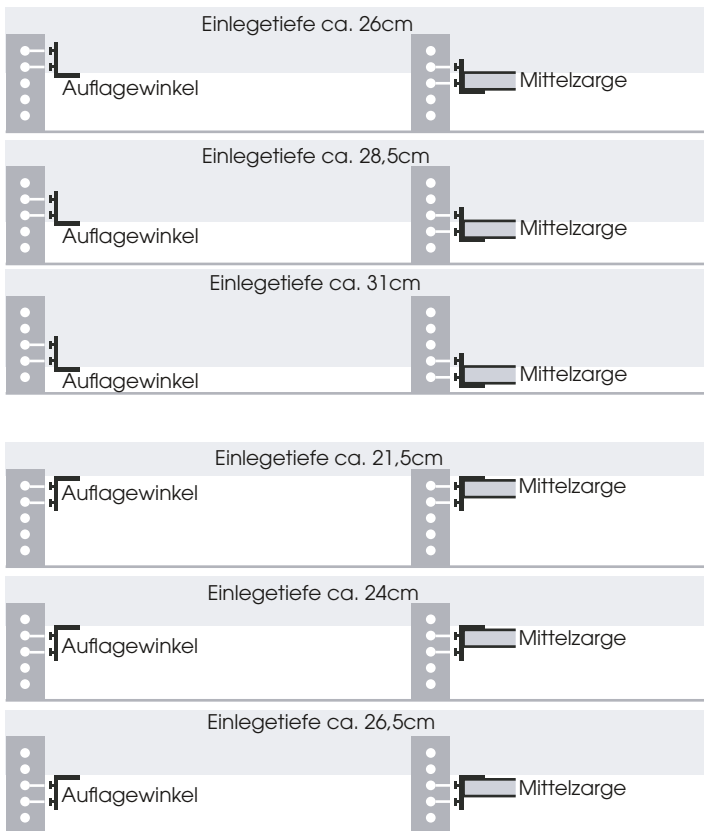 Einlegetiefe ca. 26cm
Auflagewinkel
Mittelzarge
Einlegetiefe ca. 28,5cm
Auflagewinkel
Mittelzarge
Einlegetiefe ca. 31cm
Auflagewinkel
Mittelzarge
Einlegetiefe ca. 21,5cm
Auflagewinkel
Mittelzarge
Einlegetiefe ca. 24cm
Auflagewinkel
Mittelzarge
Einlegetiefe ca. 26,5cm
Auflagewinkel
Mittelzarge